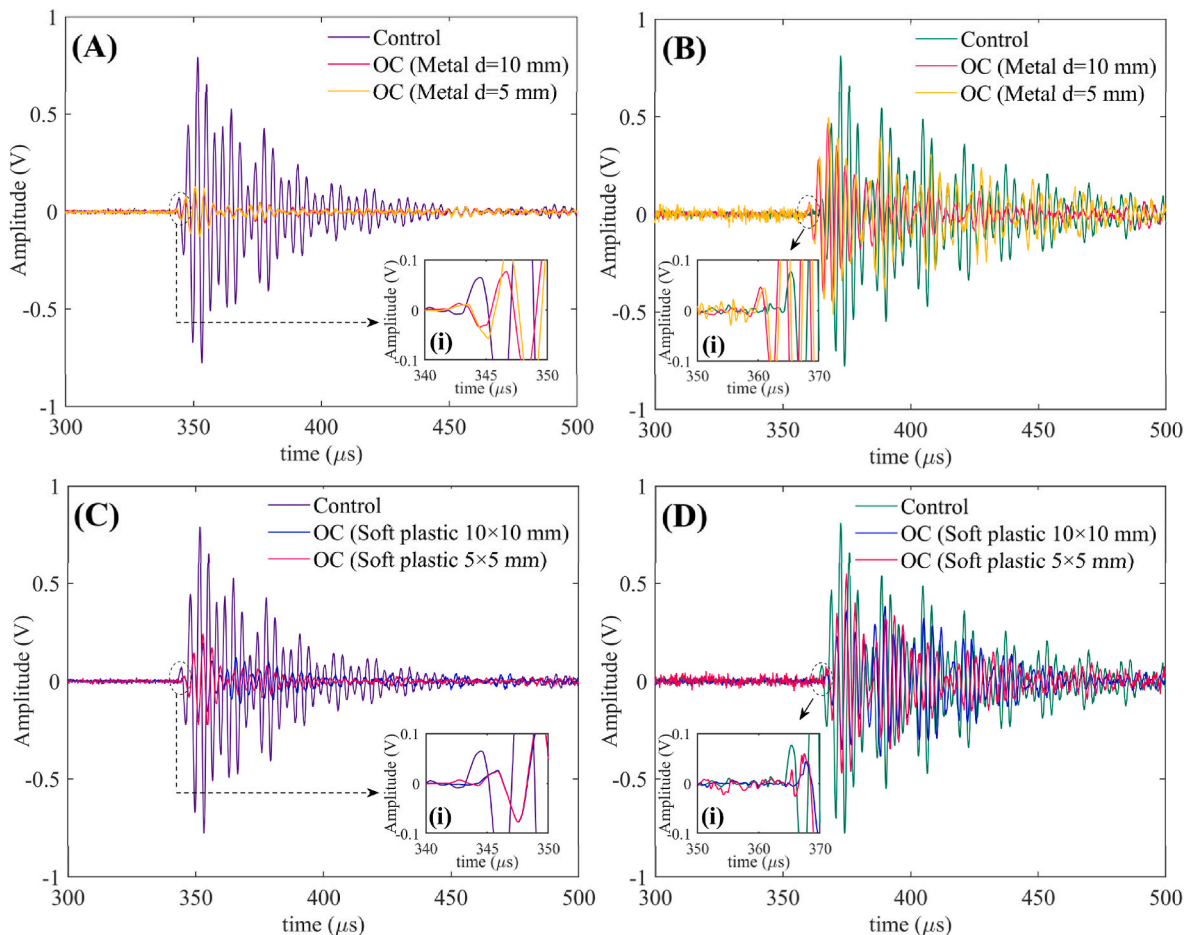 (A)
Control
OC (Metal d=10 mm)
OC (Metal d=5 mm)
1
0.5
0
-0.5
-1
Amplitude (V)
300
350
400
450
500
time (μs)
(i)
0.1
0
-0.1
Amplitude (V)
340
345
350
time (μs)
(B)
Control
OC (Metal d=10 mm)
OC (Metal d=5 mm)
1
0.5
0
-0.5
-1
Amplitude (V)
300
350
400
450
500
time (μs)
(i)
0.1
0
-0.1
Amplitude (V)
350
360
370
time (μs)
(C)
Control
OC (Soft plastic 10×10 mm)
OC (Soft plastic 5×5 mm)
1
0.5
0
-0.5
-1
Amplitude (V)
300
350
400
450
500
time (μs)
(i)
0.1
0
-0.1
Amplitude (V)
340
345
350
time (μs)
(D)
Control
OC (Soft plastic 10×10 mm)
OC (Soft plastic 5×5 mm)
1
0.5
0
-0.5
-1
Amplitude (V)
300
350
400
450
500
time (μs)
(i)
0.1
0
-0.1
Amplitude (V)
350
360
370
time (μs)